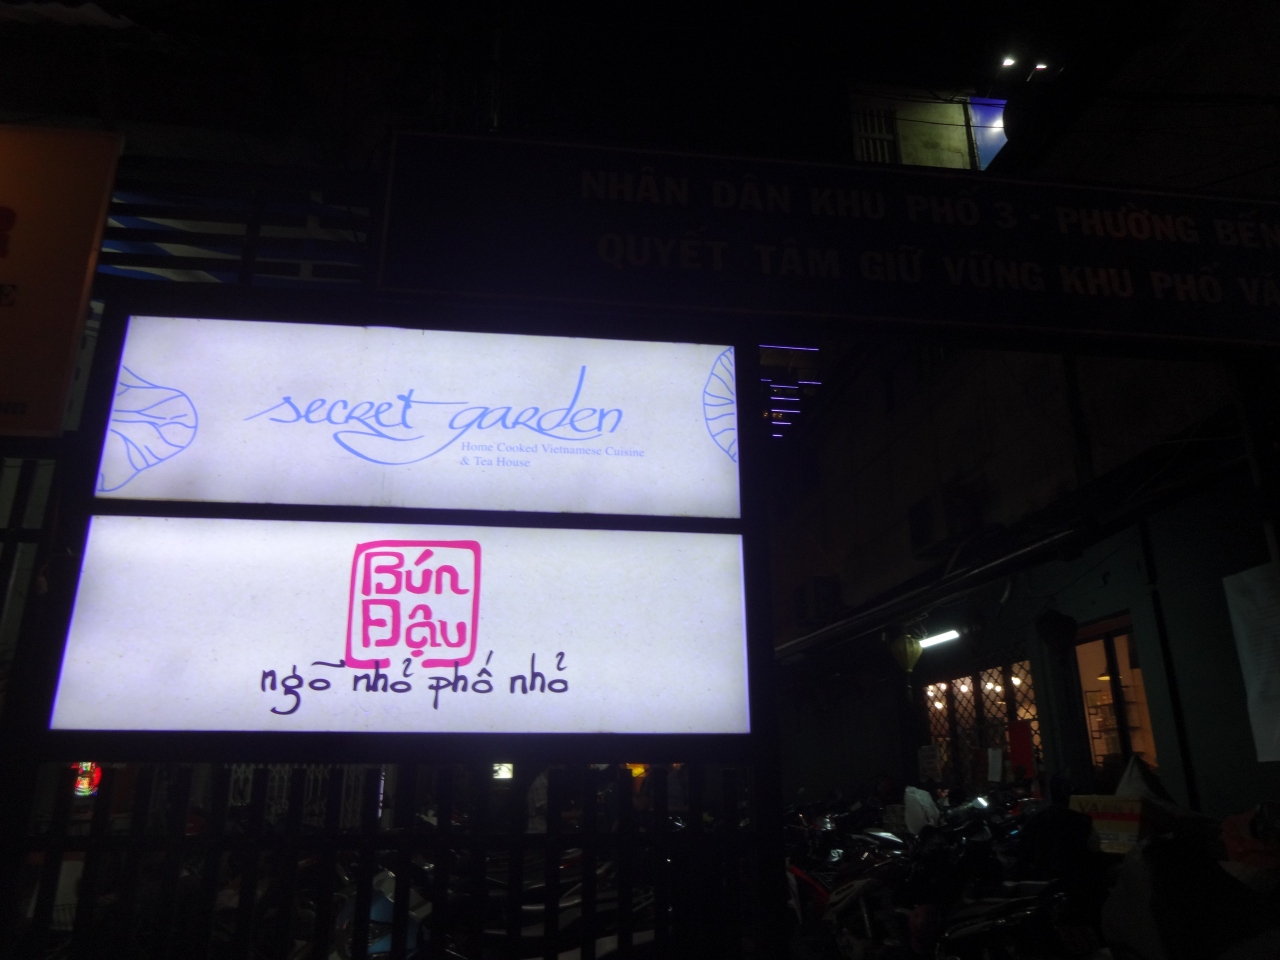 NHÂN DÂN KHU PHỐ 3 - PHƯỜNG BẾN
QUYẾT TÂM GIỮ VỮNG KHU PHỐ
secret garden
Home Cooked Vietnamese Cuisine
& Tea House
Bún
Đậu
ngõ nhỏ phố nhỏ